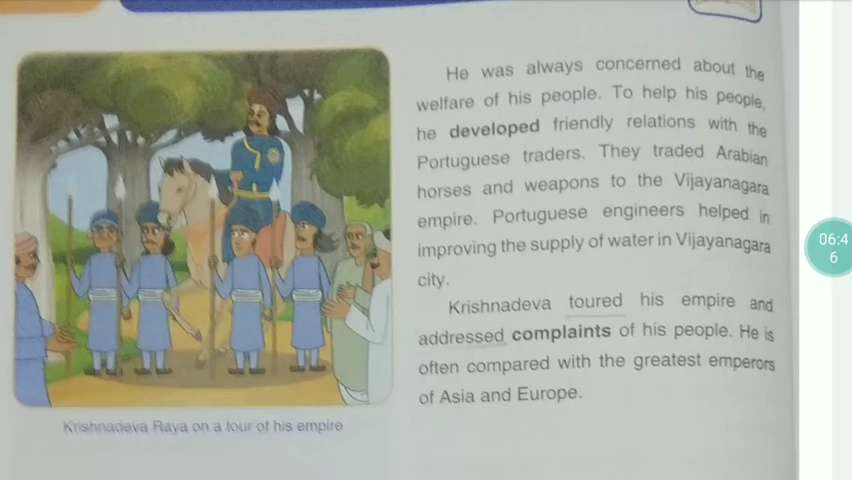 He was always concerned about the
welfare of his people. To help his people,
he developed friendly relations with the
Portuguese traders. They traded Arabian
horses and weapons to the Vijayanagara
empire. Portuguese engineers helped in
improving the supply of water in Vijayanagara
city.
Krishnadeva toured his empire and
addressed complaints of his people. He is
often compared with the greatest emperors
of Asia and Europe.
Krishnadeva Raya on a tour of his empire
06:4
6